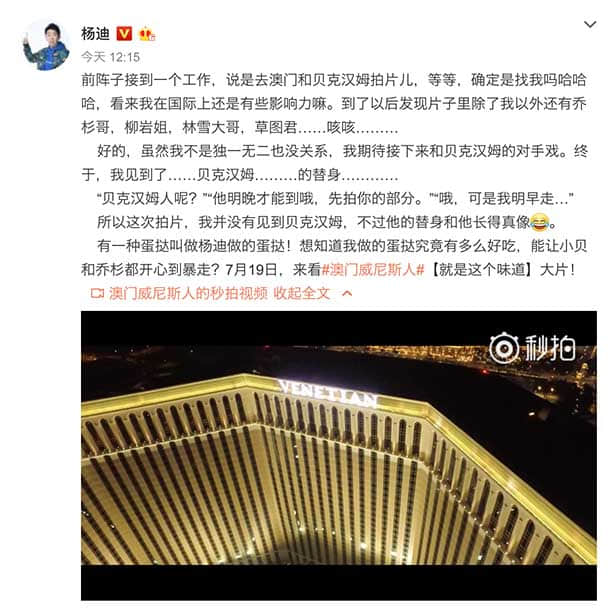 杨迪
今天 12:15
前阵子接到一个工作，说是去澳门和贝克汉姆拍片儿，等等，确定是找我吗哈哈
哈，看来我在国际上还是有些影响力嘛。到了以后发现片子里除了我以外还有乔
杉哥，柳岩姐，林雪大哥，草图君……咳咳………
好的，虽然我不是独一无二也没关系，我期待接下来和贝克汉姆的对手戏。终
于，我见到了………贝克汉姆………的替身…………
“贝克汉姆人呢？”“他明晚才能到哦，先拍你的部分。”“哦，可是我明早走…”
所以这次拍片，我并没有见到贝克汉姆，不过他的替身和他长得真像😂。
有一种蛋挞叫做杨迪做的蛋挞！想知道我做的蛋挞究竟有多么好吃，能让小贝
和乔杉都开心到暴走？7月19日，来看#澳门威尼斯人#【就是这个味道】大片！
澳门威尼斯人的秒拍视频 收起全文
秒拍
VENETIAN